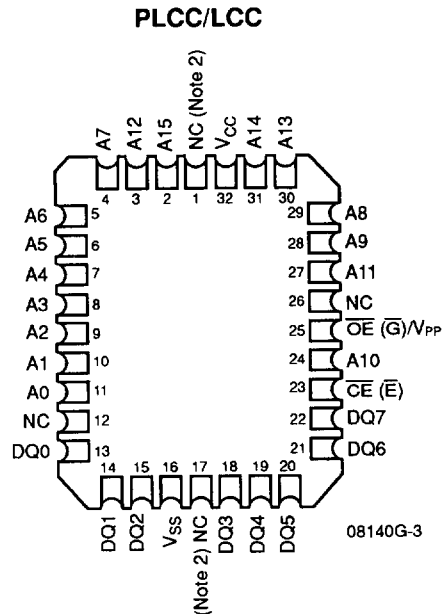 PLCC/LCC
A7
A12
A15
NC (Note 2)
VCC
A14
A13
4
3
2
1
32
31
30
A6 5
A5 6
A4 7
A3 8
A2 9
A1 10
A0 11
NC 12
DQ0 13
29 A8
28 A9
27 A11
26 NC
25 OE (G)/VPP
24 A10
23 CE (E)
22 DQ7
21 DQ6
14
15
16
17
18
19
20
DQ1
DQ2
VSS
(Note 2) NC
DQ3
DQ4
DQ5
08140G-3